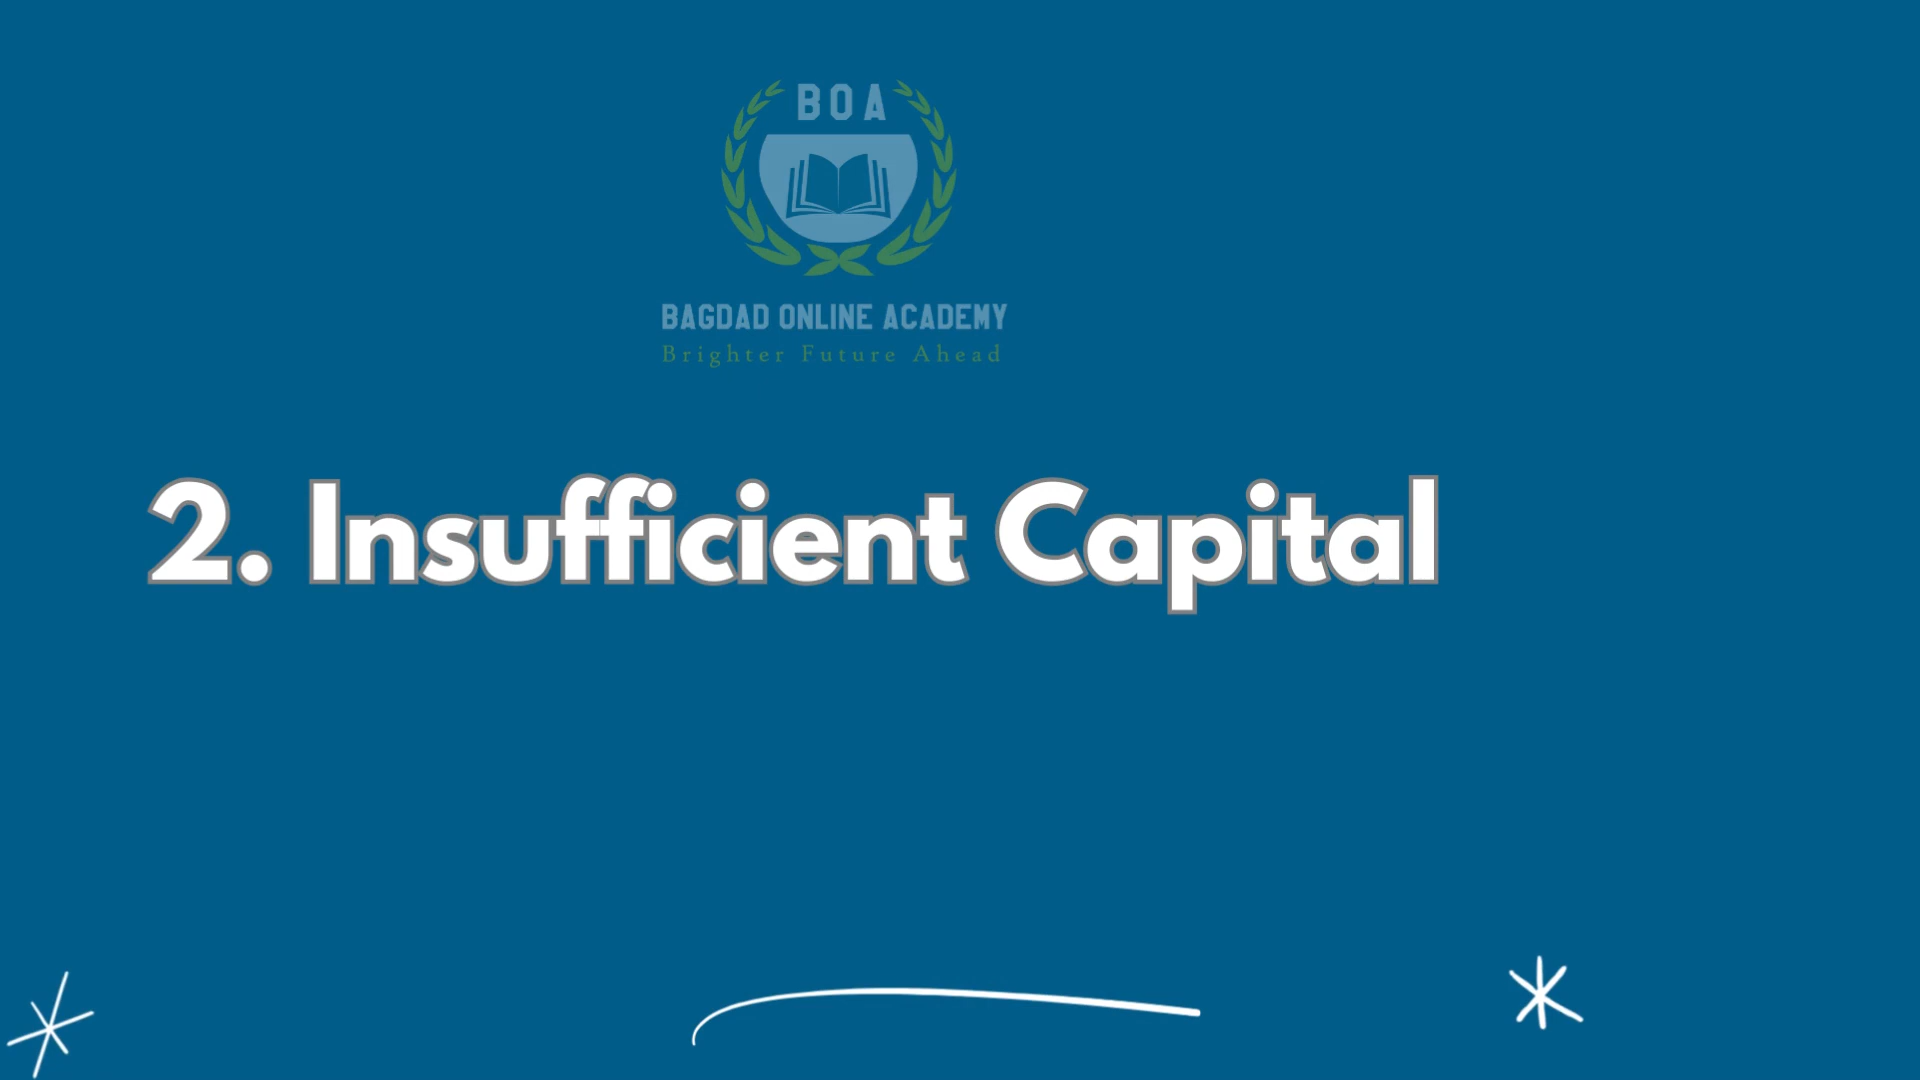 BOA
BAGDAD ONLINE ACADEMY
Brighter Future Ahead
2. Insufficient Capital